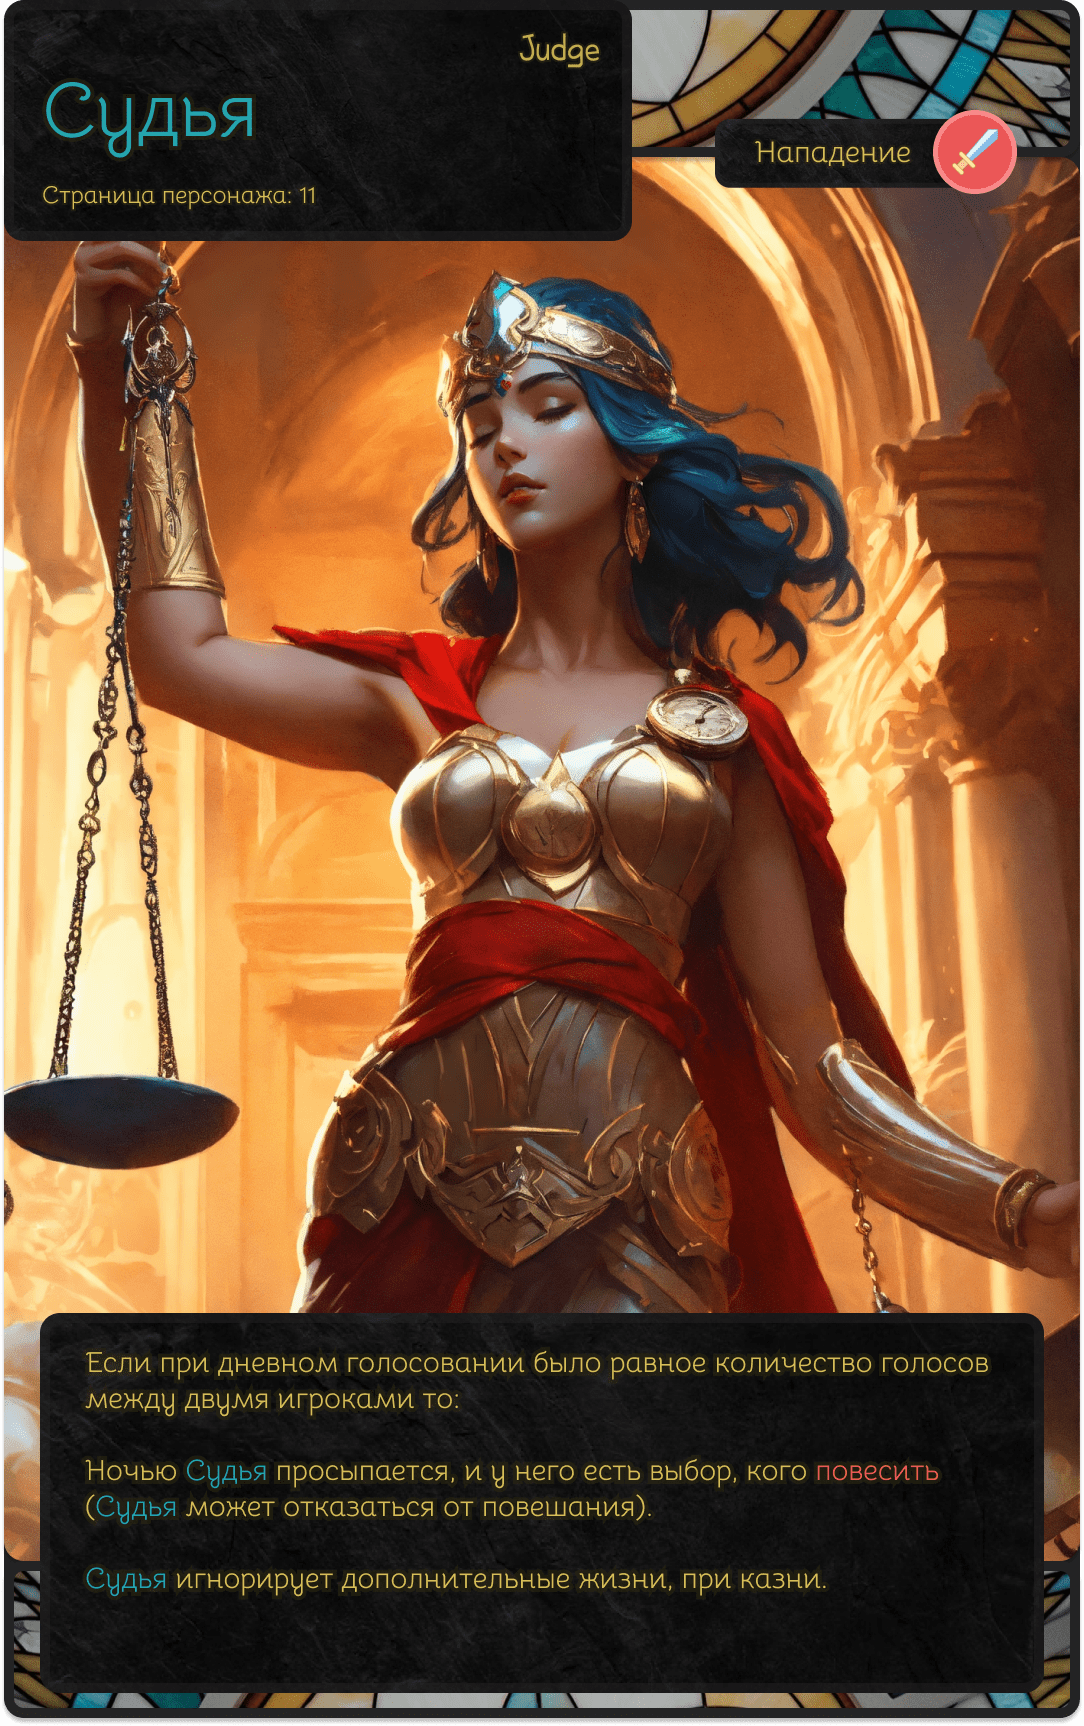 Judge
Судья
Страница персонажа: 11
Нападение
Если при дневном голосовании было равное количество голосов
между двумя игроками то:
Ночью Судья просыпается, и у него есть выбор, кого повесить
(Судья может отказаться от повешания).
Судья игнорирует дополнительные жизни, при казни.